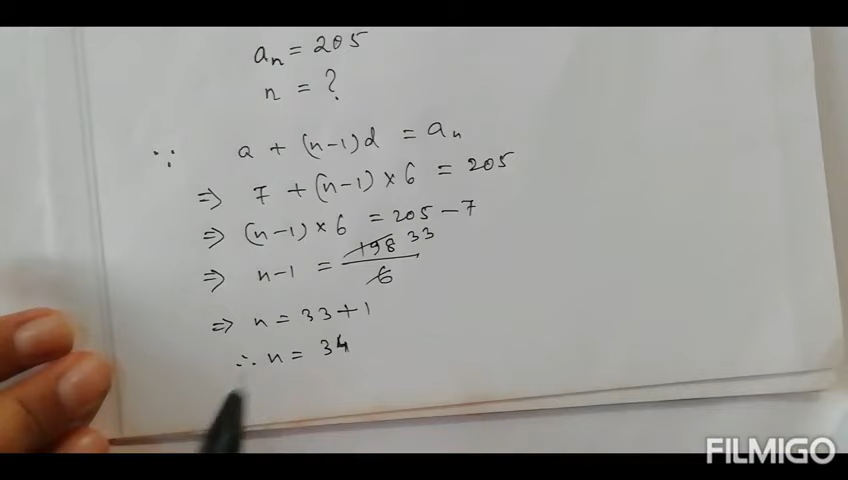 aₙ = 205
n = ?
∵ a + (n-1)d = aₙ
⇒ 7 + (n-1) × 6 = 205
⇒ (n-1) × 6 = 205 - 7
⇒ n-1 = 198/6 33
⇒ n = 33+1
∴ n = 34
FILMIGO